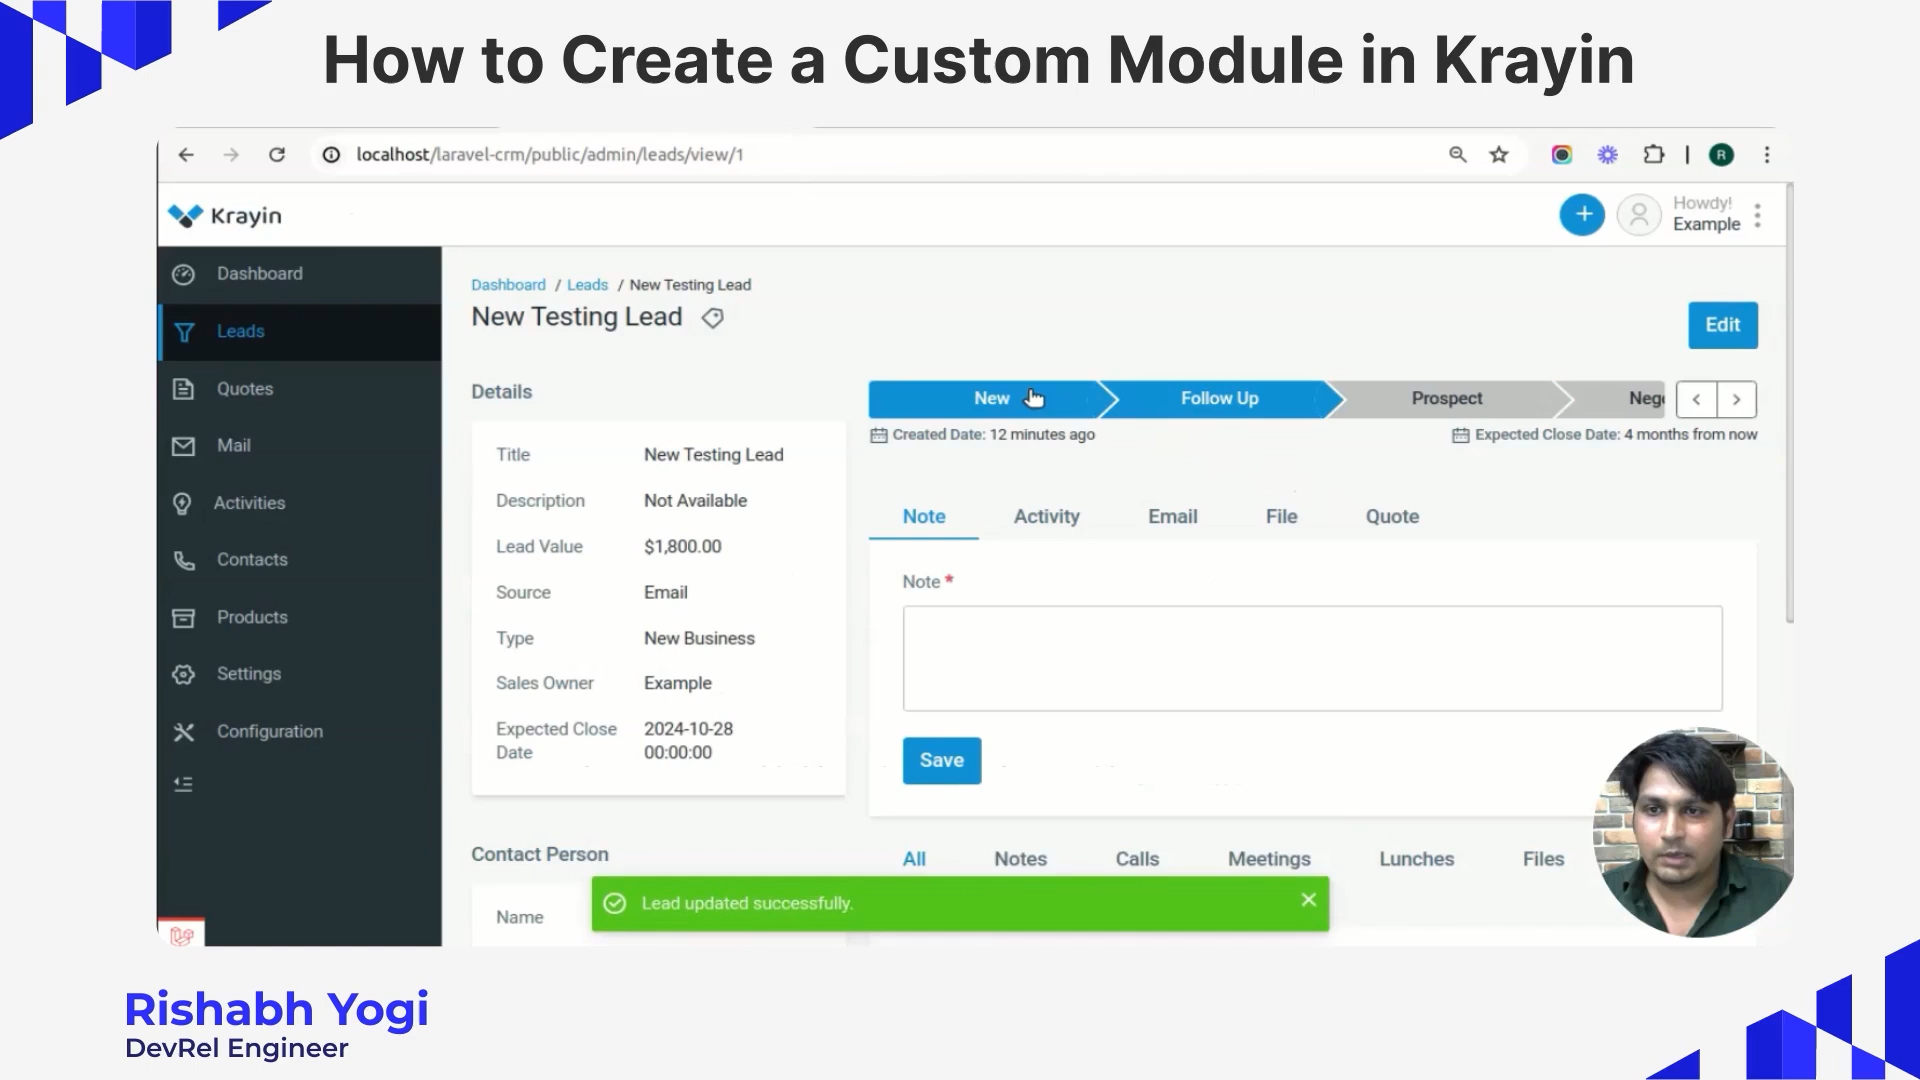 How to Create a Custom Module in Krayin
localhost/laravel-crm/public/admin/leads/view/1
R
Krayin
+
Howdy!
Example
Dashboard
Leads
Quotes
Mail
Activities
Contacts
Products
Settings
Configuration
Dashboard / Leads / New Testing Lead
New Testing Lead
Edit
Details
Title New Testing Lead
Description Not Available
Lead Value $1,800.00
Source Email
Type New Business
Sales Owner Example
Expected Close 2024-10-28
Date 00:00:00
Contact Person
Name
New Follow Up Prospect
Created Date: 12 minutes ago Expected Close Date: 4 months from now
Note Activity Email File Quote
Note *
Save
All Notes Calls Meetings Lunches Files
Lead updated successfully.
Rishabh Yogi
DevRel Engineer